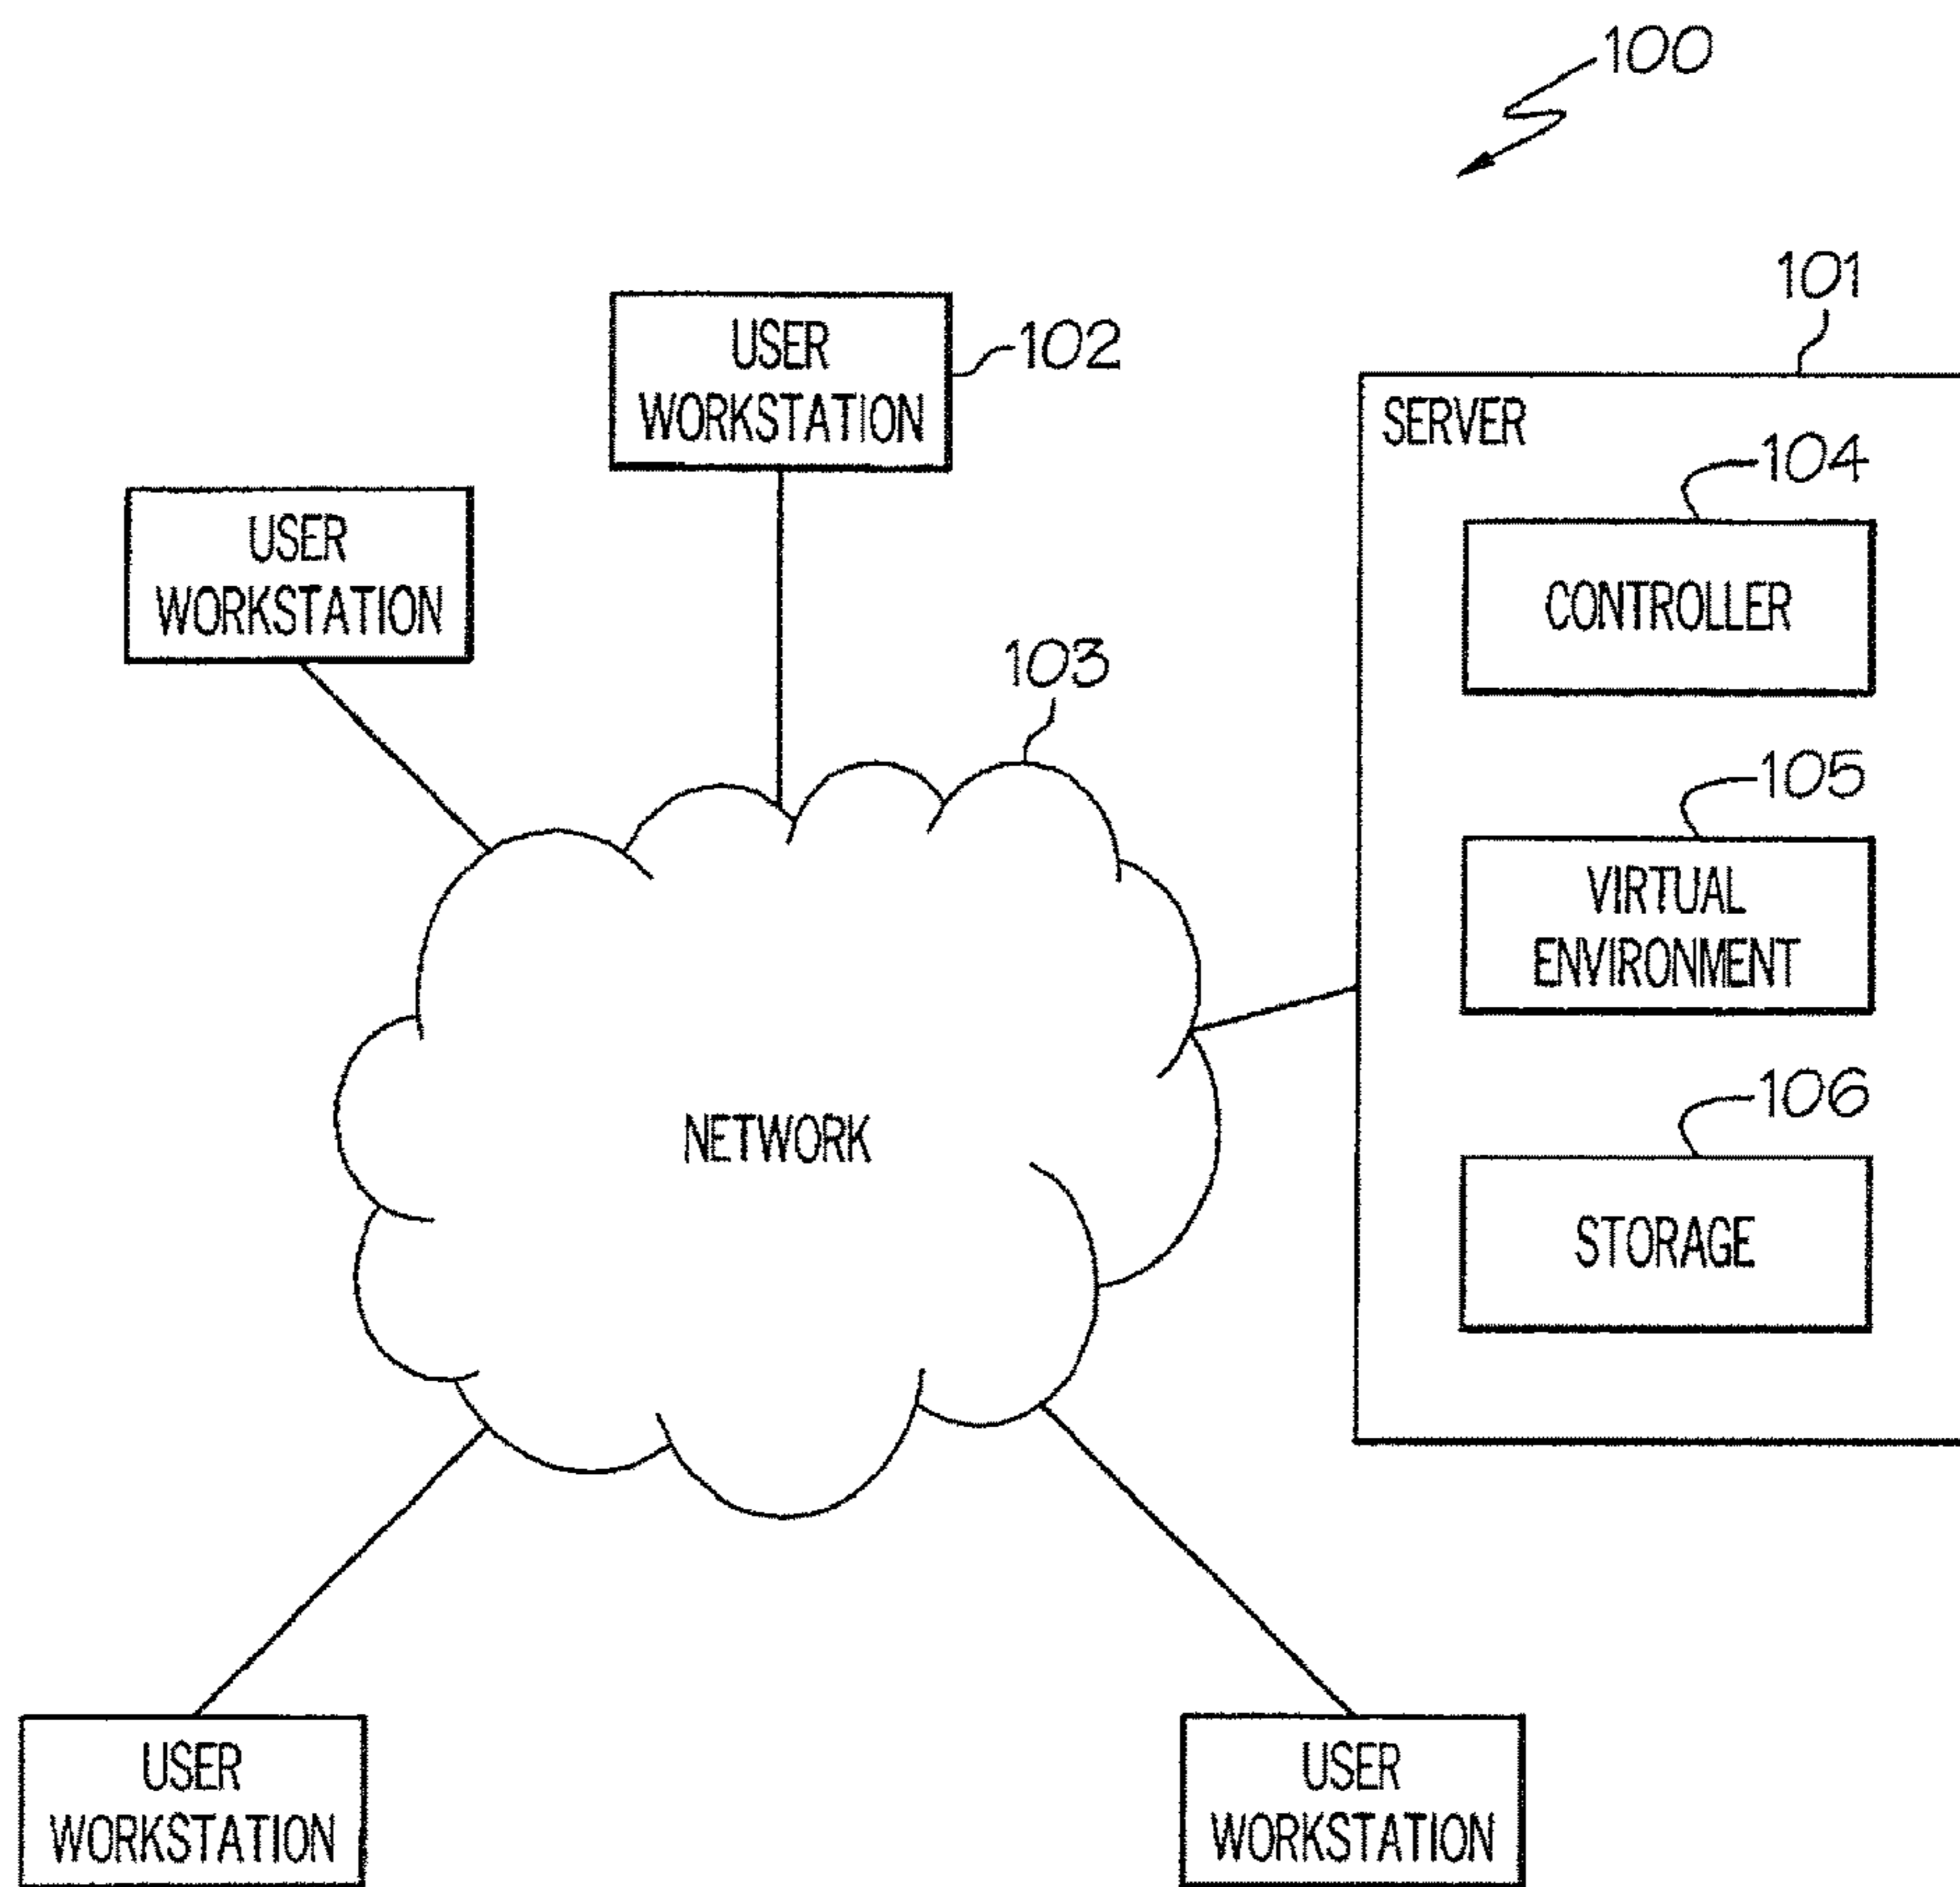 100
101
USER
WORKSTATION
102
SERVER
104
USER
WORKSTATION
CONTROLLER
103
105
VIRTUAL
ENVIRONMENT
106
NETWORK
STORAGE
USER
WORKSTATION
USER
WORKSTATION